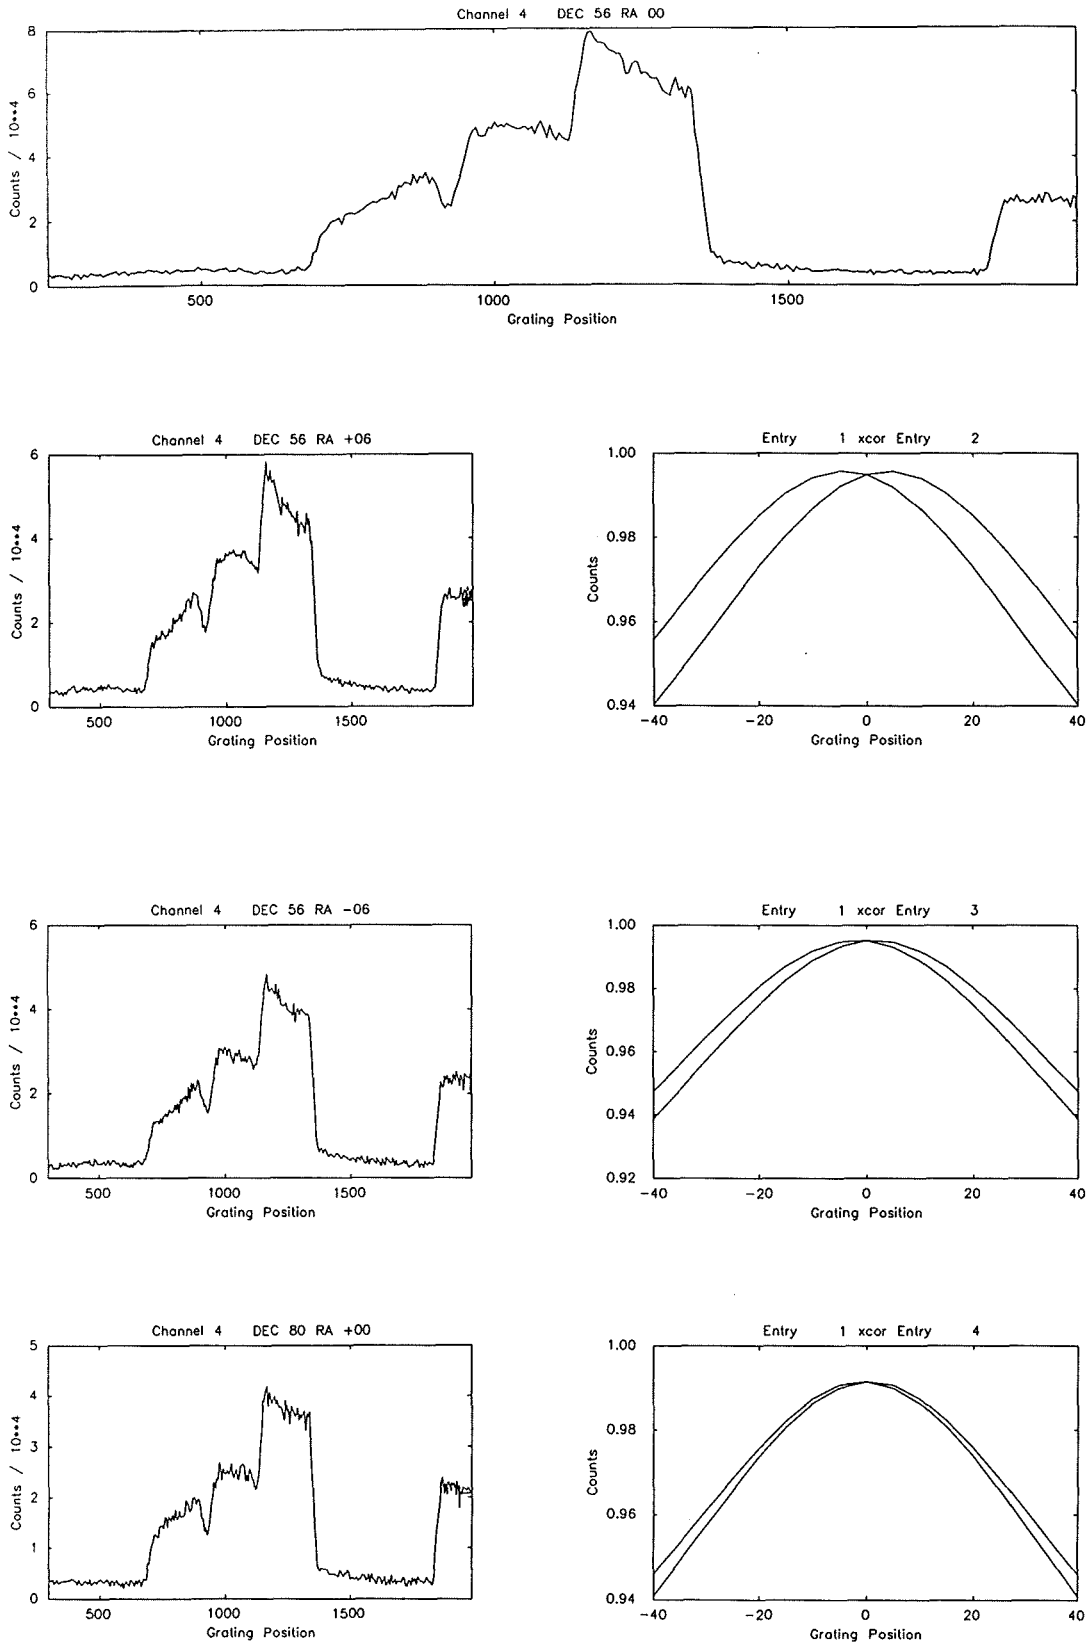 Channel 4 DEC 56 RA 00
8
6
4
2
0
Counts / 10**4
500 1000 1500
Grating Position
Channel 4 DEC 56 RA +06
6
4
2
0
Counts / 10**4
500 1000 1500
Grating Position
Entry 1 xcor Entry 2
1.00
0.98
0.96
0.94
Counts
-40 -20 0 20 40
Grating Position
Channel 4 DEC 56 RA -06
6
4
2
0
Counts / 10**4
500 1000 1500
Grating Position
Entry 1 xcor Entry 3
1.00
0.98
0.96
0.94
0.92
Counts
-40 -20 0 20 40
Grating Position
Channel 4 DEC 80 RA +00
5
4
3
2
1
0
Counts / 10**4
500 1000 1500
Grating Position
Entry 1 xcor Entry 4
1.00
0.98
0.96
0.94
Counts
-40 -20 0 20 40
Grating Position